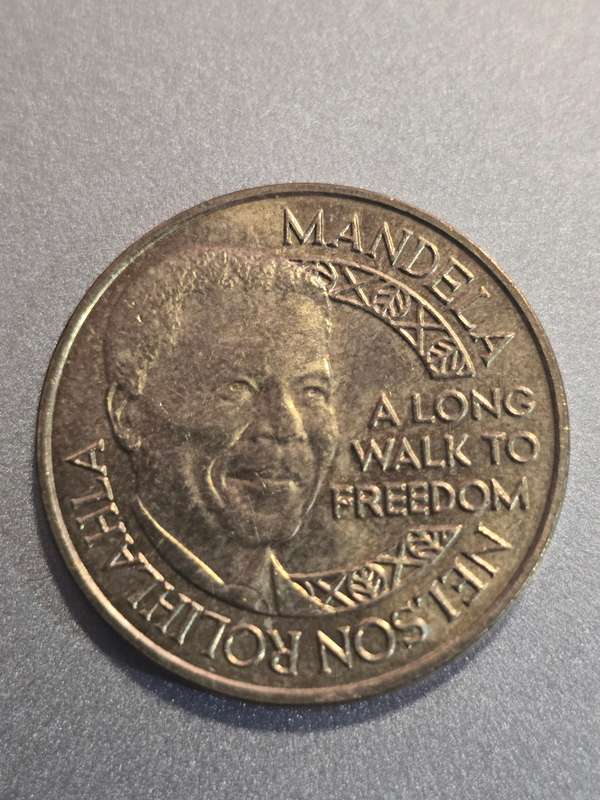 NELSON ROLIHLAHLA
MANDELA
A LONG
WALK TO
FREEDOM